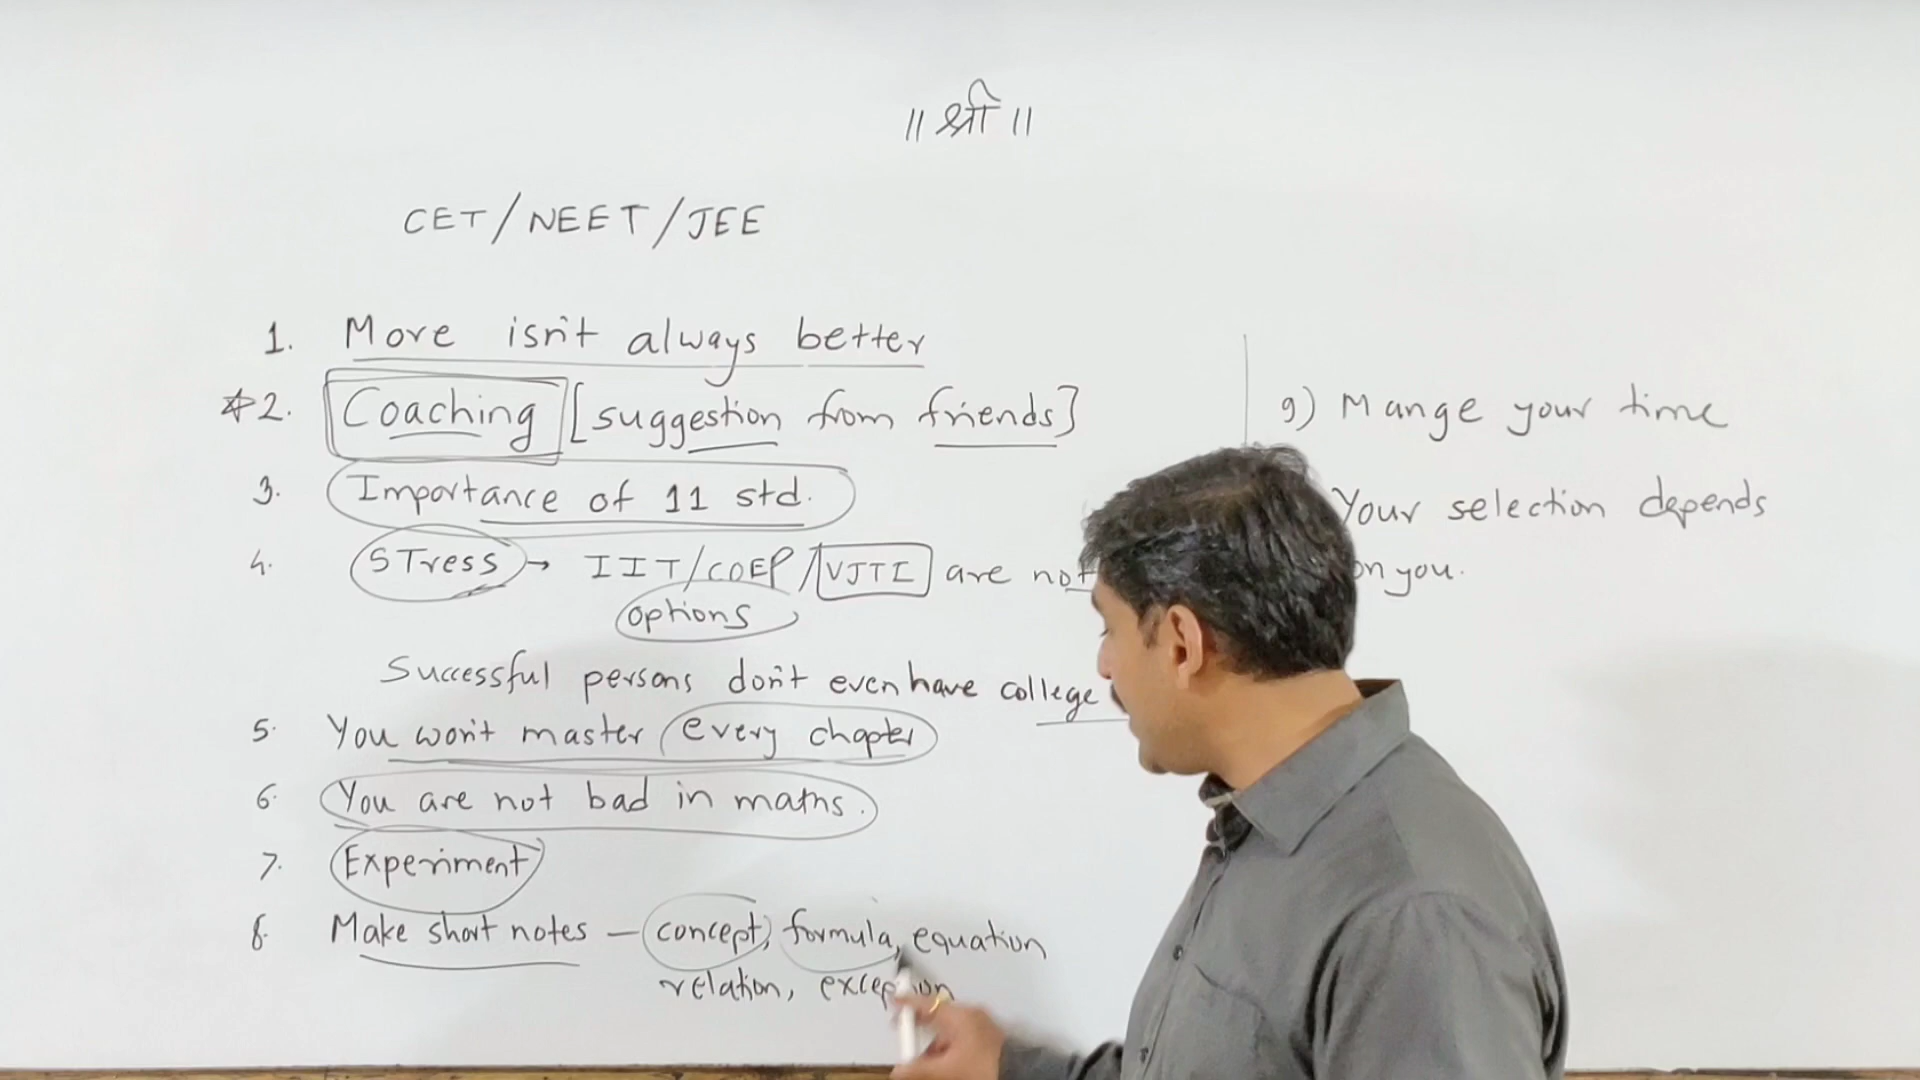 ॥ श्री ॥
CET/NEET/JEE
1. More isn't always better
☆2. Coaching [suggestion from friends]
3. Importance of 11 std.
4. STress → IIT/COEP/VJTI are not
options
Successful persons don't even have college
5. You won't master every chapter
6. You are not bad in maths.
7. Experiment
8. Make short notes — concept, formula, equation
relation, exception
9) Mange your time
Your selection depends
on you.